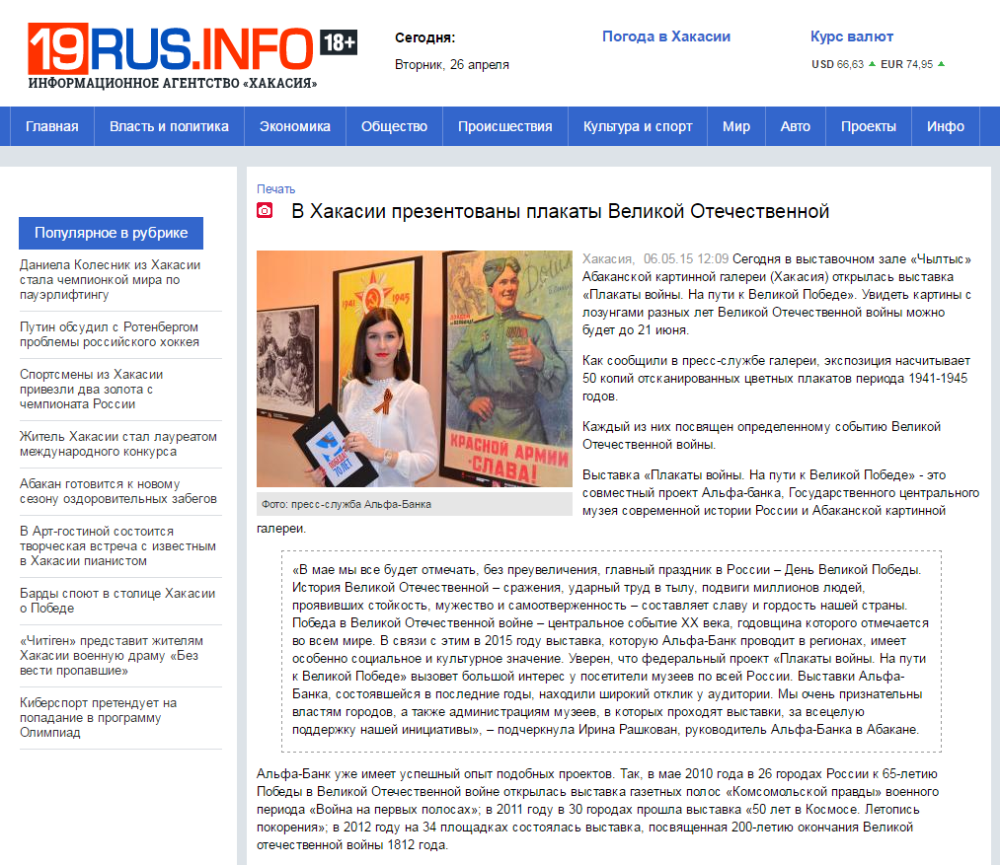 19RUS.INFO 18+
ИНФОРМАЦИОННОЕ АГЕНТСТВО «ХАКАСИЯ»
Сегодня:
Вторник, 26 апреля
Погода в Хакасии
Курс валют
USD 66,63 EUR 74,95
Главная Власть и политика Экономика Общество Происшествия Культура и спорт Мир Авто Проекты Инфо
Популярное в рубрике
Даниела Колесник из Хакасии
стала чемпионкой мира по
пауэрлифтингу
Путин обсудил с Ротенбергом
проблемы российского хоккея
Спортсмены из Хакасии
привезли два золота с
чемпионата России
Житель Хакасии стал лауреатом
международного конкурса
Абакан готовится к новому
сезону оздоровительных забегов
В Арт-гостиной состоится
творческая встреча с известным
в Хакасии пианистом
Барды споют в столице Хакасии
о Победе
«Читiген» представит жителям
Хакасии военную драму «Без
вести пропавшие»
Киберспорт претендует на
попадание в программу
Олимпиад
Печать
В Хакасии презентованы плакаты Великой Отечественной
1941 1945
КРАСНОЙ АРМИИ
-СЛАВА!
ПОБЕДЕ
70 ЛЕТ
Фото: пресс-служба Альфа-Банка
Хакасия, 06.05.15 12:09 Сегодня в выставочном зале «Чылтыс»
Абаканской картинной галереи (Хакасия) открылась выставка
«Плакаты войны. На пути к Великой Победе». Увидеть картины с
лозунгами разных лет Великой Отечественной войны можно
будет до 21 июня.
Как сообщили в пресс-службе галереи, экспозиция насчитывает
50 копий отсканированных цветных плакатов периода 1941-1945
годов.
Каждый из них посвящен определенному событию Великой
Отечественной войны.
Выставка «Плакаты войны. На пути к Великой Победе» - это
совместный проект Альфа-банка, Государственного центрального
музея современной истории России и Абаканской картинной
галереи.
«В мае мы все будет отмечать, без преувеличения, главный праздник в России – День Великой Победы.
История Великой Отечественной – сражения, ударный труд в тылу, подвиги миллионов людей,
проявивших стойкость, мужество и самоотверженность – составляет славу и гордость нашей страны.
Победа в Великой Отечественной войне – центральное событие XX века, годовщина которого отмечается
во всем мире. В связи с этим в 2015 году выставка, которую Альфа-Банк проводит в регионах, имеет
особенно социальное и культурное значение. Уверен, что федеральный проект «Плакаты войны. На пути
к Великой Победе» вызовет большой интерес у посетители музеев по всей России. Выставки Альфа-
Банка, состоявшейся в последние годы, находили широкий отклик у аудитории. Мы очень признательны
властям городов, а также администрациям музеев, в которых проходят выставки, за всецелую
поддержку нашей инициативы», – подчеркнула Ирина Рашкован, руководитель Альфа-Банка в Абакане.
Альфа-Банк уже имеет успешный опыт подобных проектов. Так, в мае 2010 года в 26 городах России к 65-летию
Победы в Великой Отечественной войне открылась выставка газетных полос «Комсомольской правды» военного
периода «Война на первых полосах»; в 2011 году в 30 городах прошла выставка «50 лет в Космосе. Летопись
покорения»; в 2012 году на 34 площадках состоялась выставка, посвященная 200-летию окончания Великой
отечественной войны 1812 года.